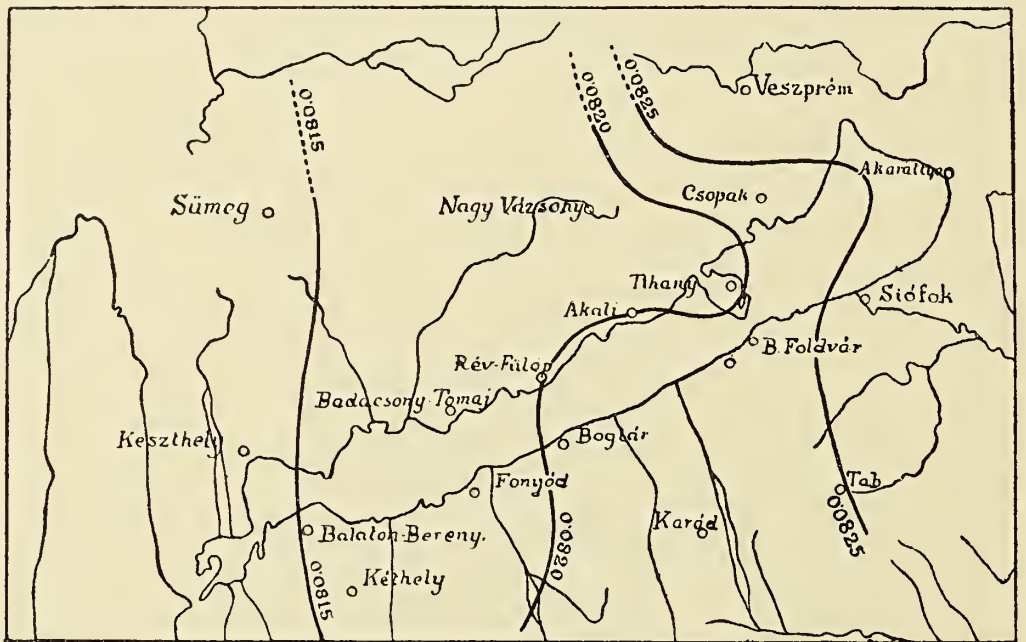 0'0820
0'0825
Veszprém
0'0815
Akarattya
Sümeg
Nagy Vázsony
Csopak
Tihany
Siófok
Akali
B. Földvár
Rév-Fülöp
Badacsony-Tomaj
Keszthely
Boglár
Fonyód
Tab
Balaton-Bereny.
Karád
0'0820
0'0825
Kéthely
0'0815